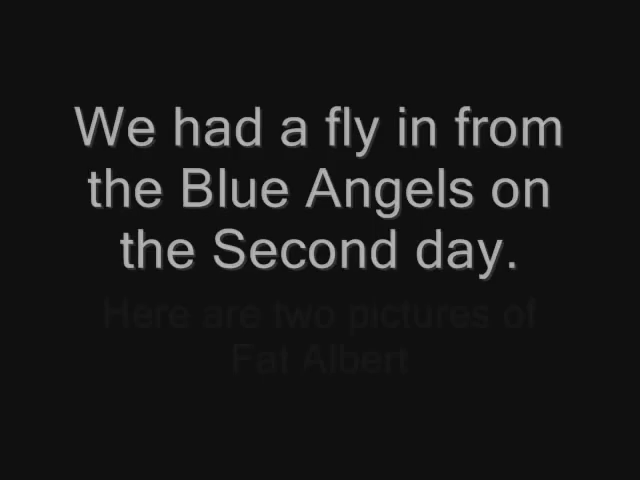 We had a fly in from
the Blue Angels on
the Second day.
Here are two pictures of
Fat Albert